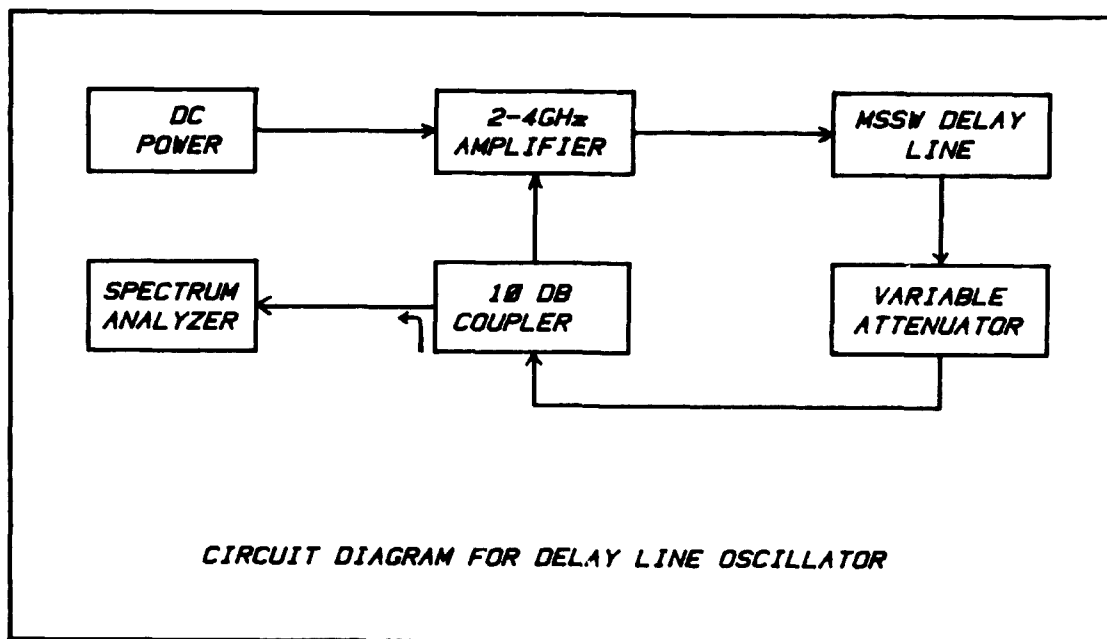 DC
POWER
2-4GHz
AMPLIFIER
MSSW DELAY
LINE
SPECTRUM
ANALYZER
10 DB
COUPLER
VARIABLE
ATTENUATOR
CIRCUIT DIAGRAM FOR DELAY LINE OSCILLATOR